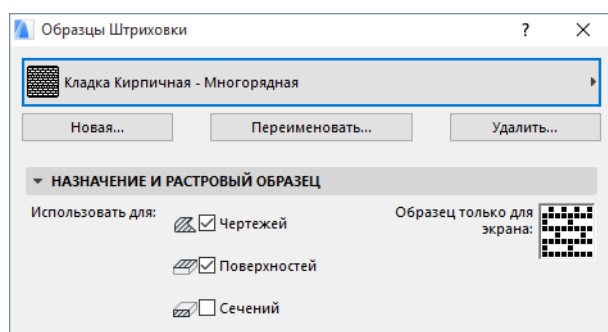 Образцы Штриховки ?
Кладка Кирпичная - Многорядная
Новая... Переименовать... Удалить...
НАЗНАЧЕНИЕ И РАСТРОВЫЙ ОБРАЗЕЦ
Использовать для:
Чертежей
Образец только для
экрана:
Поверхностей
Сечений